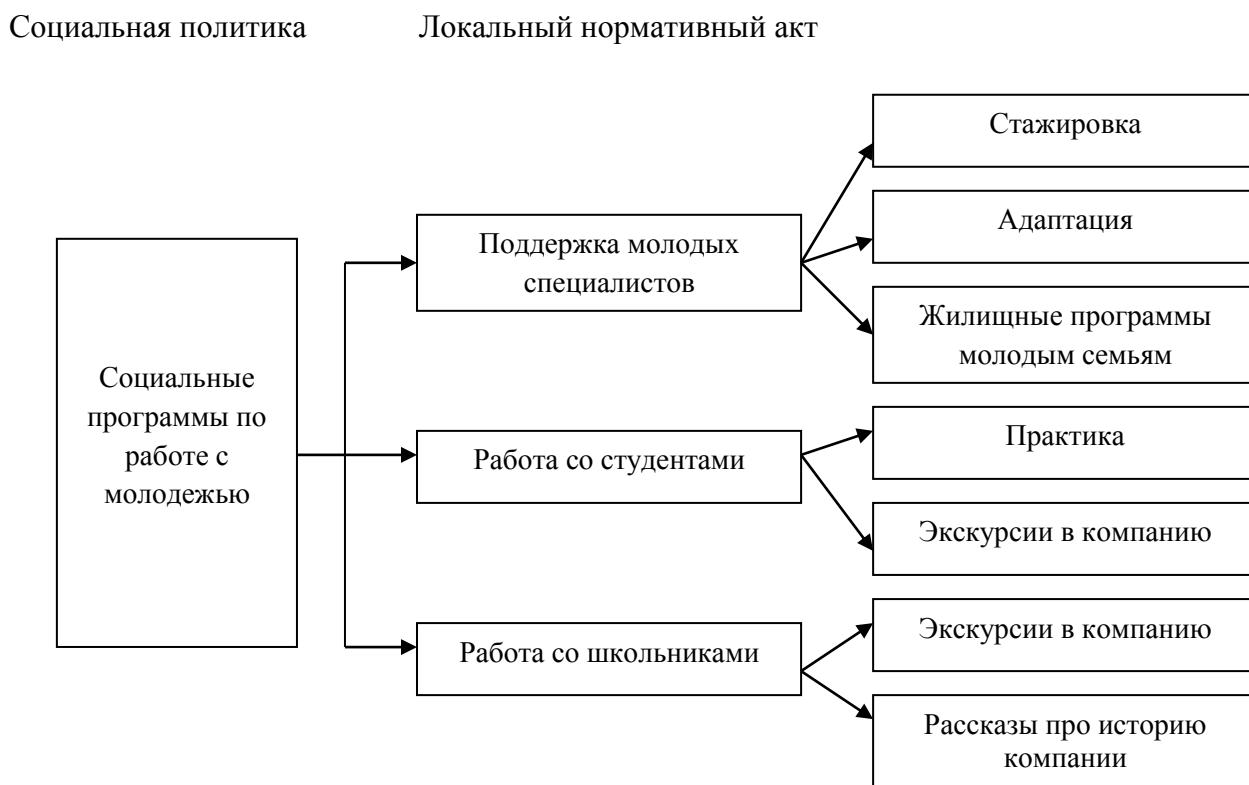 Социальная политика
Локальный нормативный акт
Стажировка
Адаптация
Поддержка молодых
специалистов
Жилищные программы
молодым семьям
Социальные
программы по
работе с
молодежью
Работа со студентами
Практика
Экскурсии в компанию
Работа со школьниками
Экскурсии в компанию
Рассказы про историю
компании